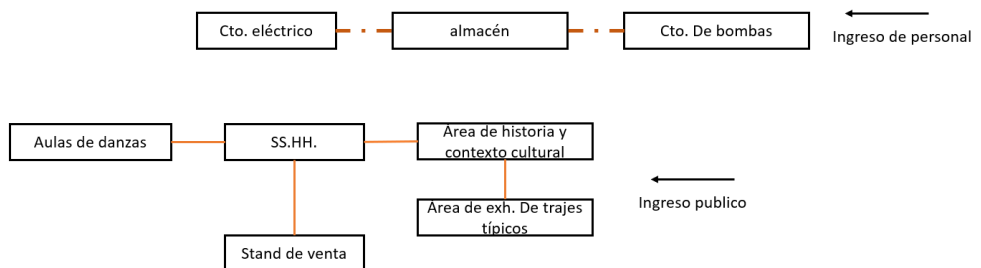 Cto. eléctrico
almacén
Cto. De bombas
Ingreso de personal
Aulas de danzas
SS.HH.
Área de historia y
contexto cultural
Área de exh. De trajes
típicos
Ingreso publico
Stand de venta